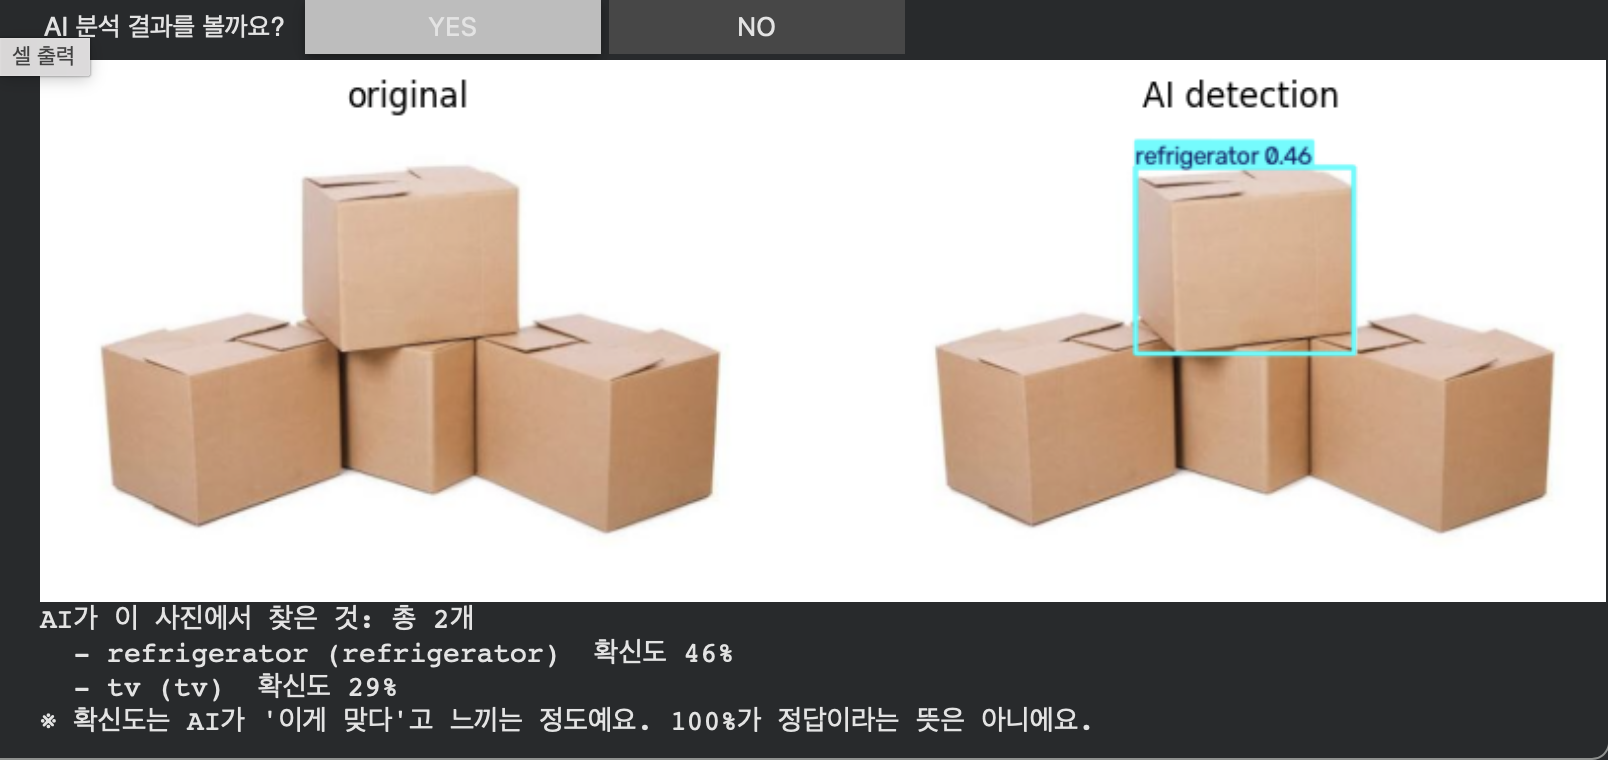 AI 분석 결과를 볼까요? YES NO
셀 출력
original AI detection
refrigerator 0.46
AI가 이 사진에서 찾은 것: 총 2개
- refrigerator (refrigerator) 확신도 46%
- tv (tv) 확신도 29%
※ 확신도는 AI가 '이게 맞다'고 느끼는 정도예요. 100%가 정답이라는 뜻은 아니에요.